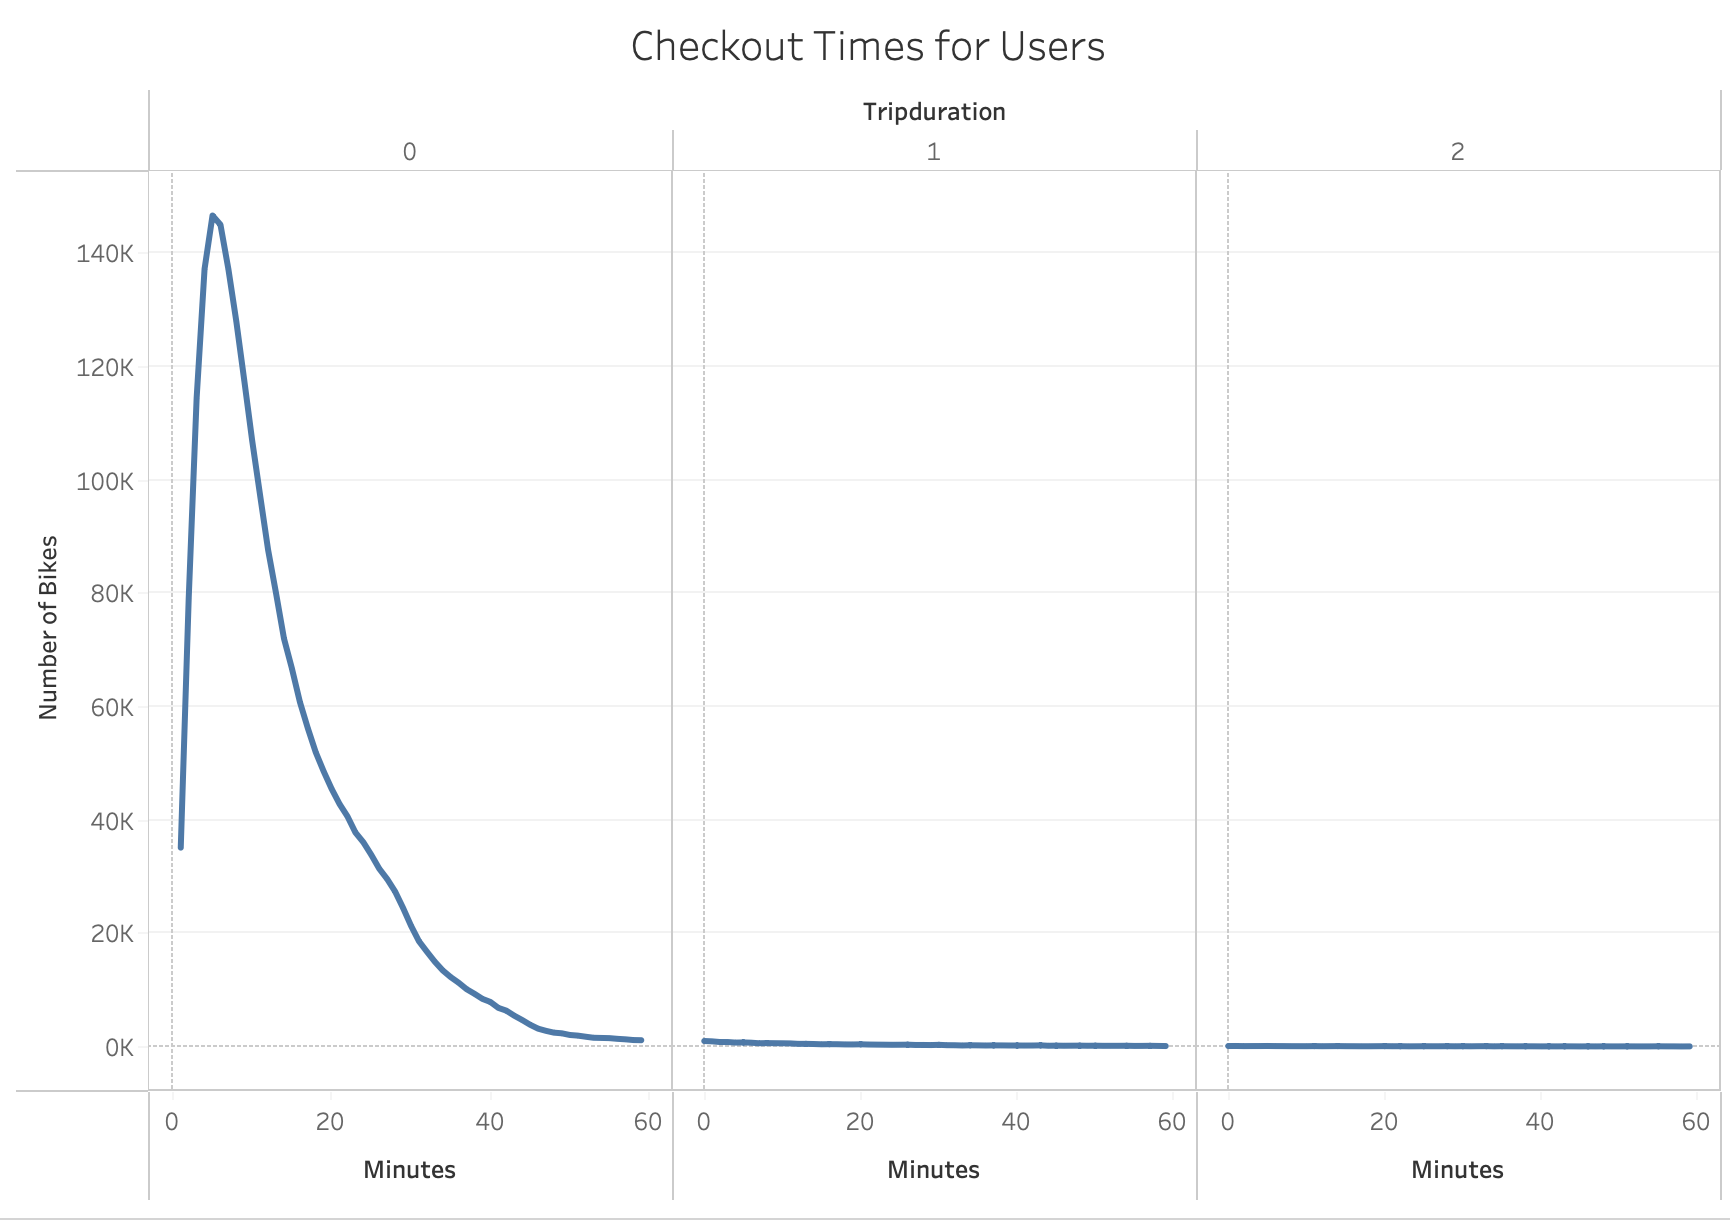 Checkout Times for Users
Tripduration
0 1 2
140K
120K
100K
80K
60K
40K
20K
0K
Number of Bikes
0 20 40 60 0 20 40 60 0 20 40 60
Minutes Minutes Minutes